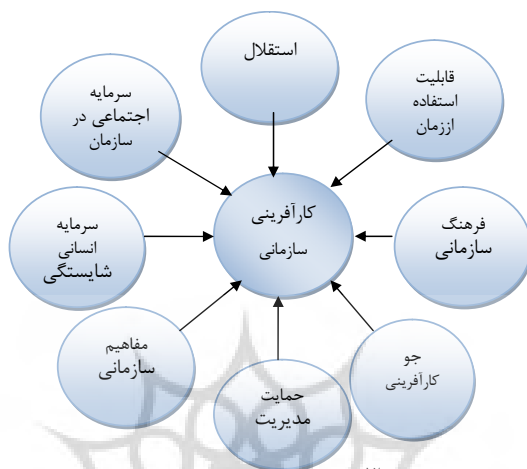 استقلال
قابلیت
استفاده
اززمان
سرمایه
اجتماعی در
سازمان
کارآفرینی
سازمانی
فرهنگ
سازمانی
سرمایه
انسانی
شایستگی
جو
کارآفرینی
مفاهیم
سازمانی
حمایت
مدیریت